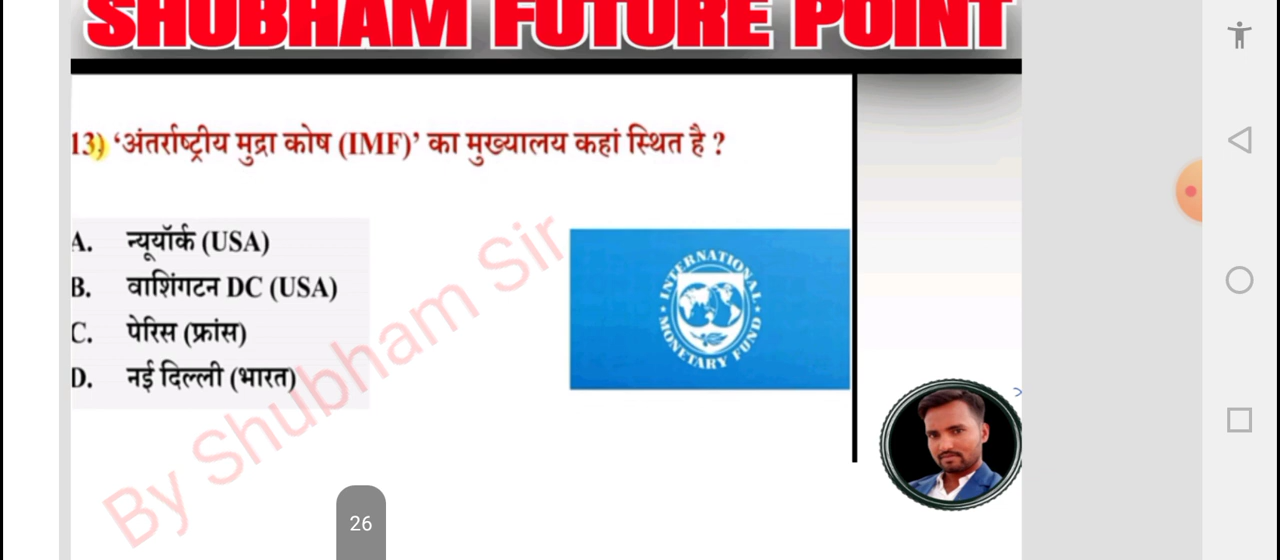 SHUBHAM FUTURE POINT
13) ‘अंतर्राष्ट्रीय मुद्रा कोष (IMF)’ का मुख्यालय कहां स्थित है ?
A. न्यूयॉर्क (USA)
B. वाशिंगटन DC (USA)
C. पेरिस (फ्रांस)
D. नई दिल्ली (भारत)
INTERNATIONAL MONETARY FUND
By Shubham Sir
26